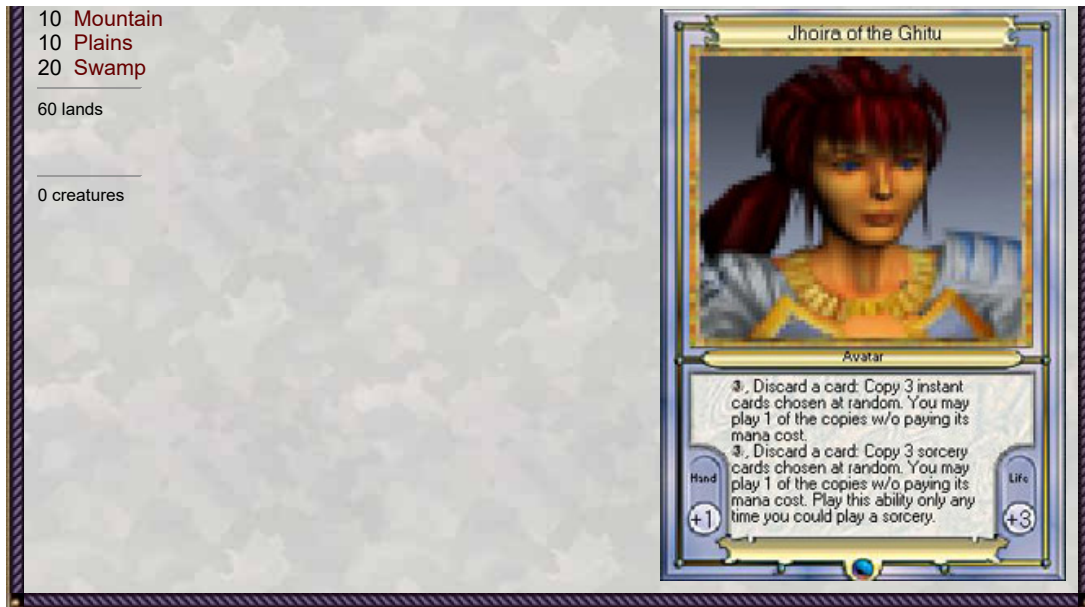 10 Mountain
10 Plains
20 Swamp
60 lands
0 creatures
Jhoira of the Ghitu
Avatar
3, Discard a card: Copy 3 instant
cards chosen at random. You may
play 1 of the copies w/o paying its
mana cost.
3, Discard a card: Copy 3 sorcery
cards chosen at random. You may
play 1 of the copies w/o paying its
mana cost. Play this ability only any
time you could play a sorcery.
Hand
+1
Life
+3